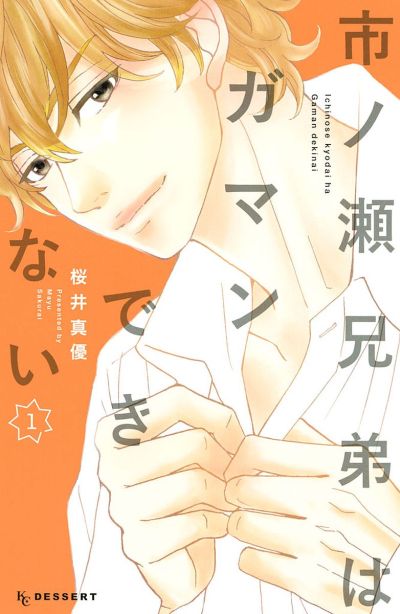 市ノ瀬兄弟は
ガマン
でき
ない
Ichinose kyodai ha
Gaman dekinai
桜井真優
Presented by
Mayu
Sakurai
1
KC DESSERT